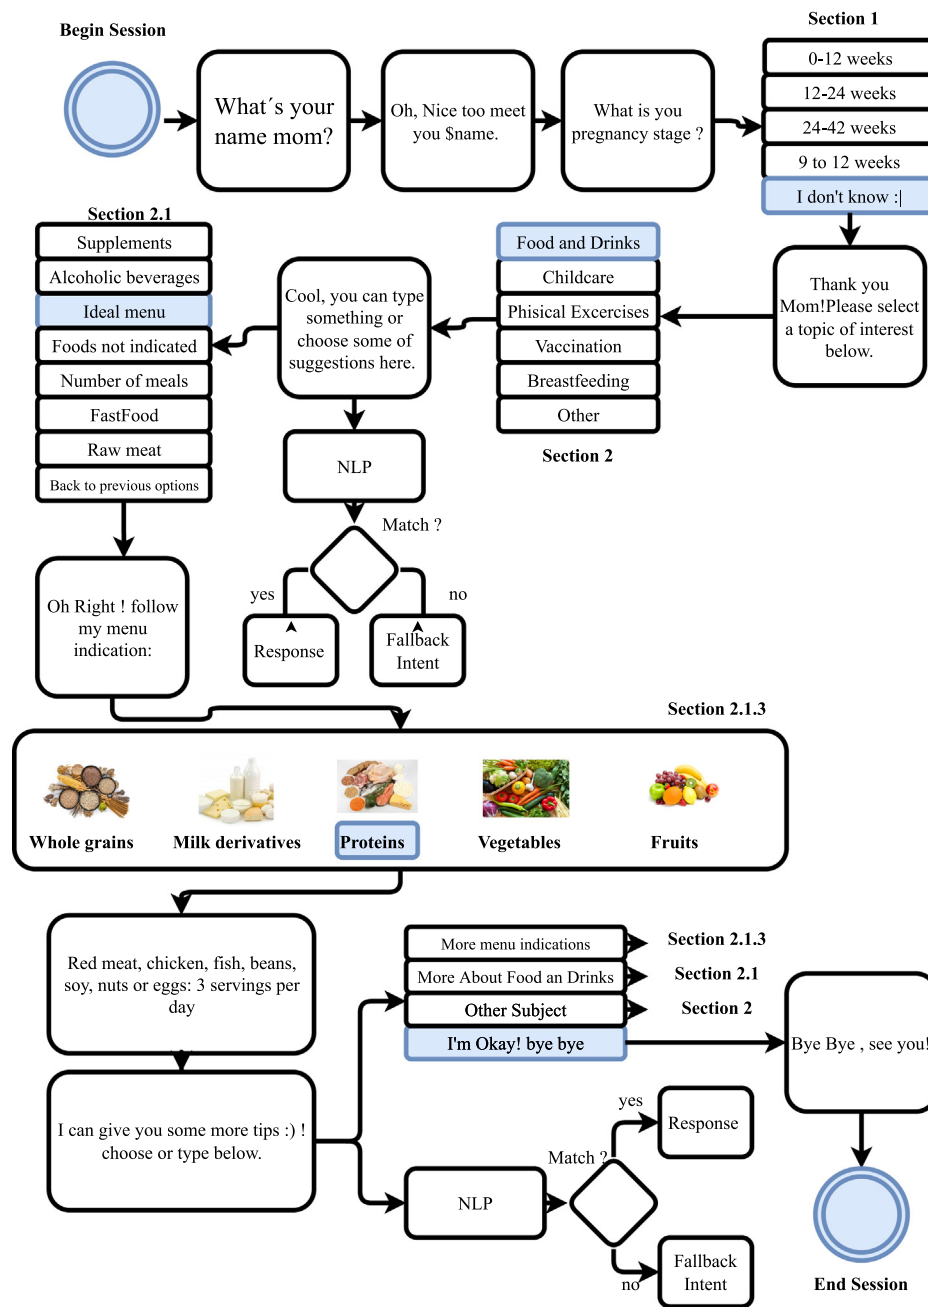 Begin Session
What´s your
name mom?
Oh, Nice too meet
you $name.
What is you
pregnancy stage ?
Section 1
0-12 weeks
12-24 weeks
24-42 weeks
9 to 12 weeks
I don't know :|
Thank you
Mom!Please select
a topic of interest
below.
Food and Drinks
Childcare
Phisical Excercises
Vaccination
Breastfeeding
Other
Section 2
Cool, you can type
something or
choose some of
suggestions here.
NLP
Match ?
yes
no
Response
Fallback
Intent
Section 2.1
Supplements
Alcoholic beverages
Ideal menu
Foods not indicated
Number of meals
FastFood
Raw meat
Back to previous options
Oh Right ! follow
my menu
indication:
Section 2.1.3
Whole grains
Milk derivatives
Proteins
Vegetables
Fruits
Red meat, chicken, fish, beans,
soy, nuts or eggs: 3 servings per
day
I can give you some more tips :) !
choose or type below.
More menu indications
Section 2.1.3
More About Food an Drinks
Section 2.1
Other Subject
Section 2
I'm Okay! bye bye
Bye Bye , see you!
NLP
Match ?
yes
Response
no
Fallback
Intent
End Session